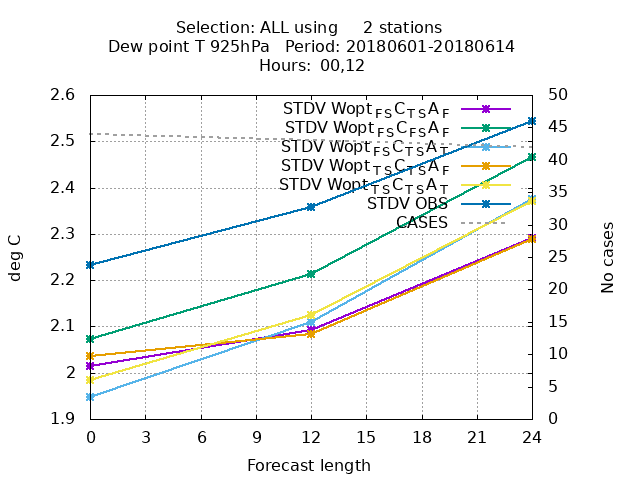 Selection: ALL using     2 stations
Dew point T 925hPa   Period: 20180601-20180614
Hours: 00,12
2.6
2.5
2.4
2.3
2.2
2.1
2
1.9
deg C
50
45
40
35
30
25
20
15
10
5
0
No cases
STDV Wopt_FS C_TS A_F
STDV Wopt_FS C_FS A_F
STDV Wopt_FS C_TS A_T
STDV Wopt_TS C_TS A_F
STDV Wopt_TS C_TS A_T
STDV OBS
CASES
0 3 6 9 12 15 18 21 24
Forecast length